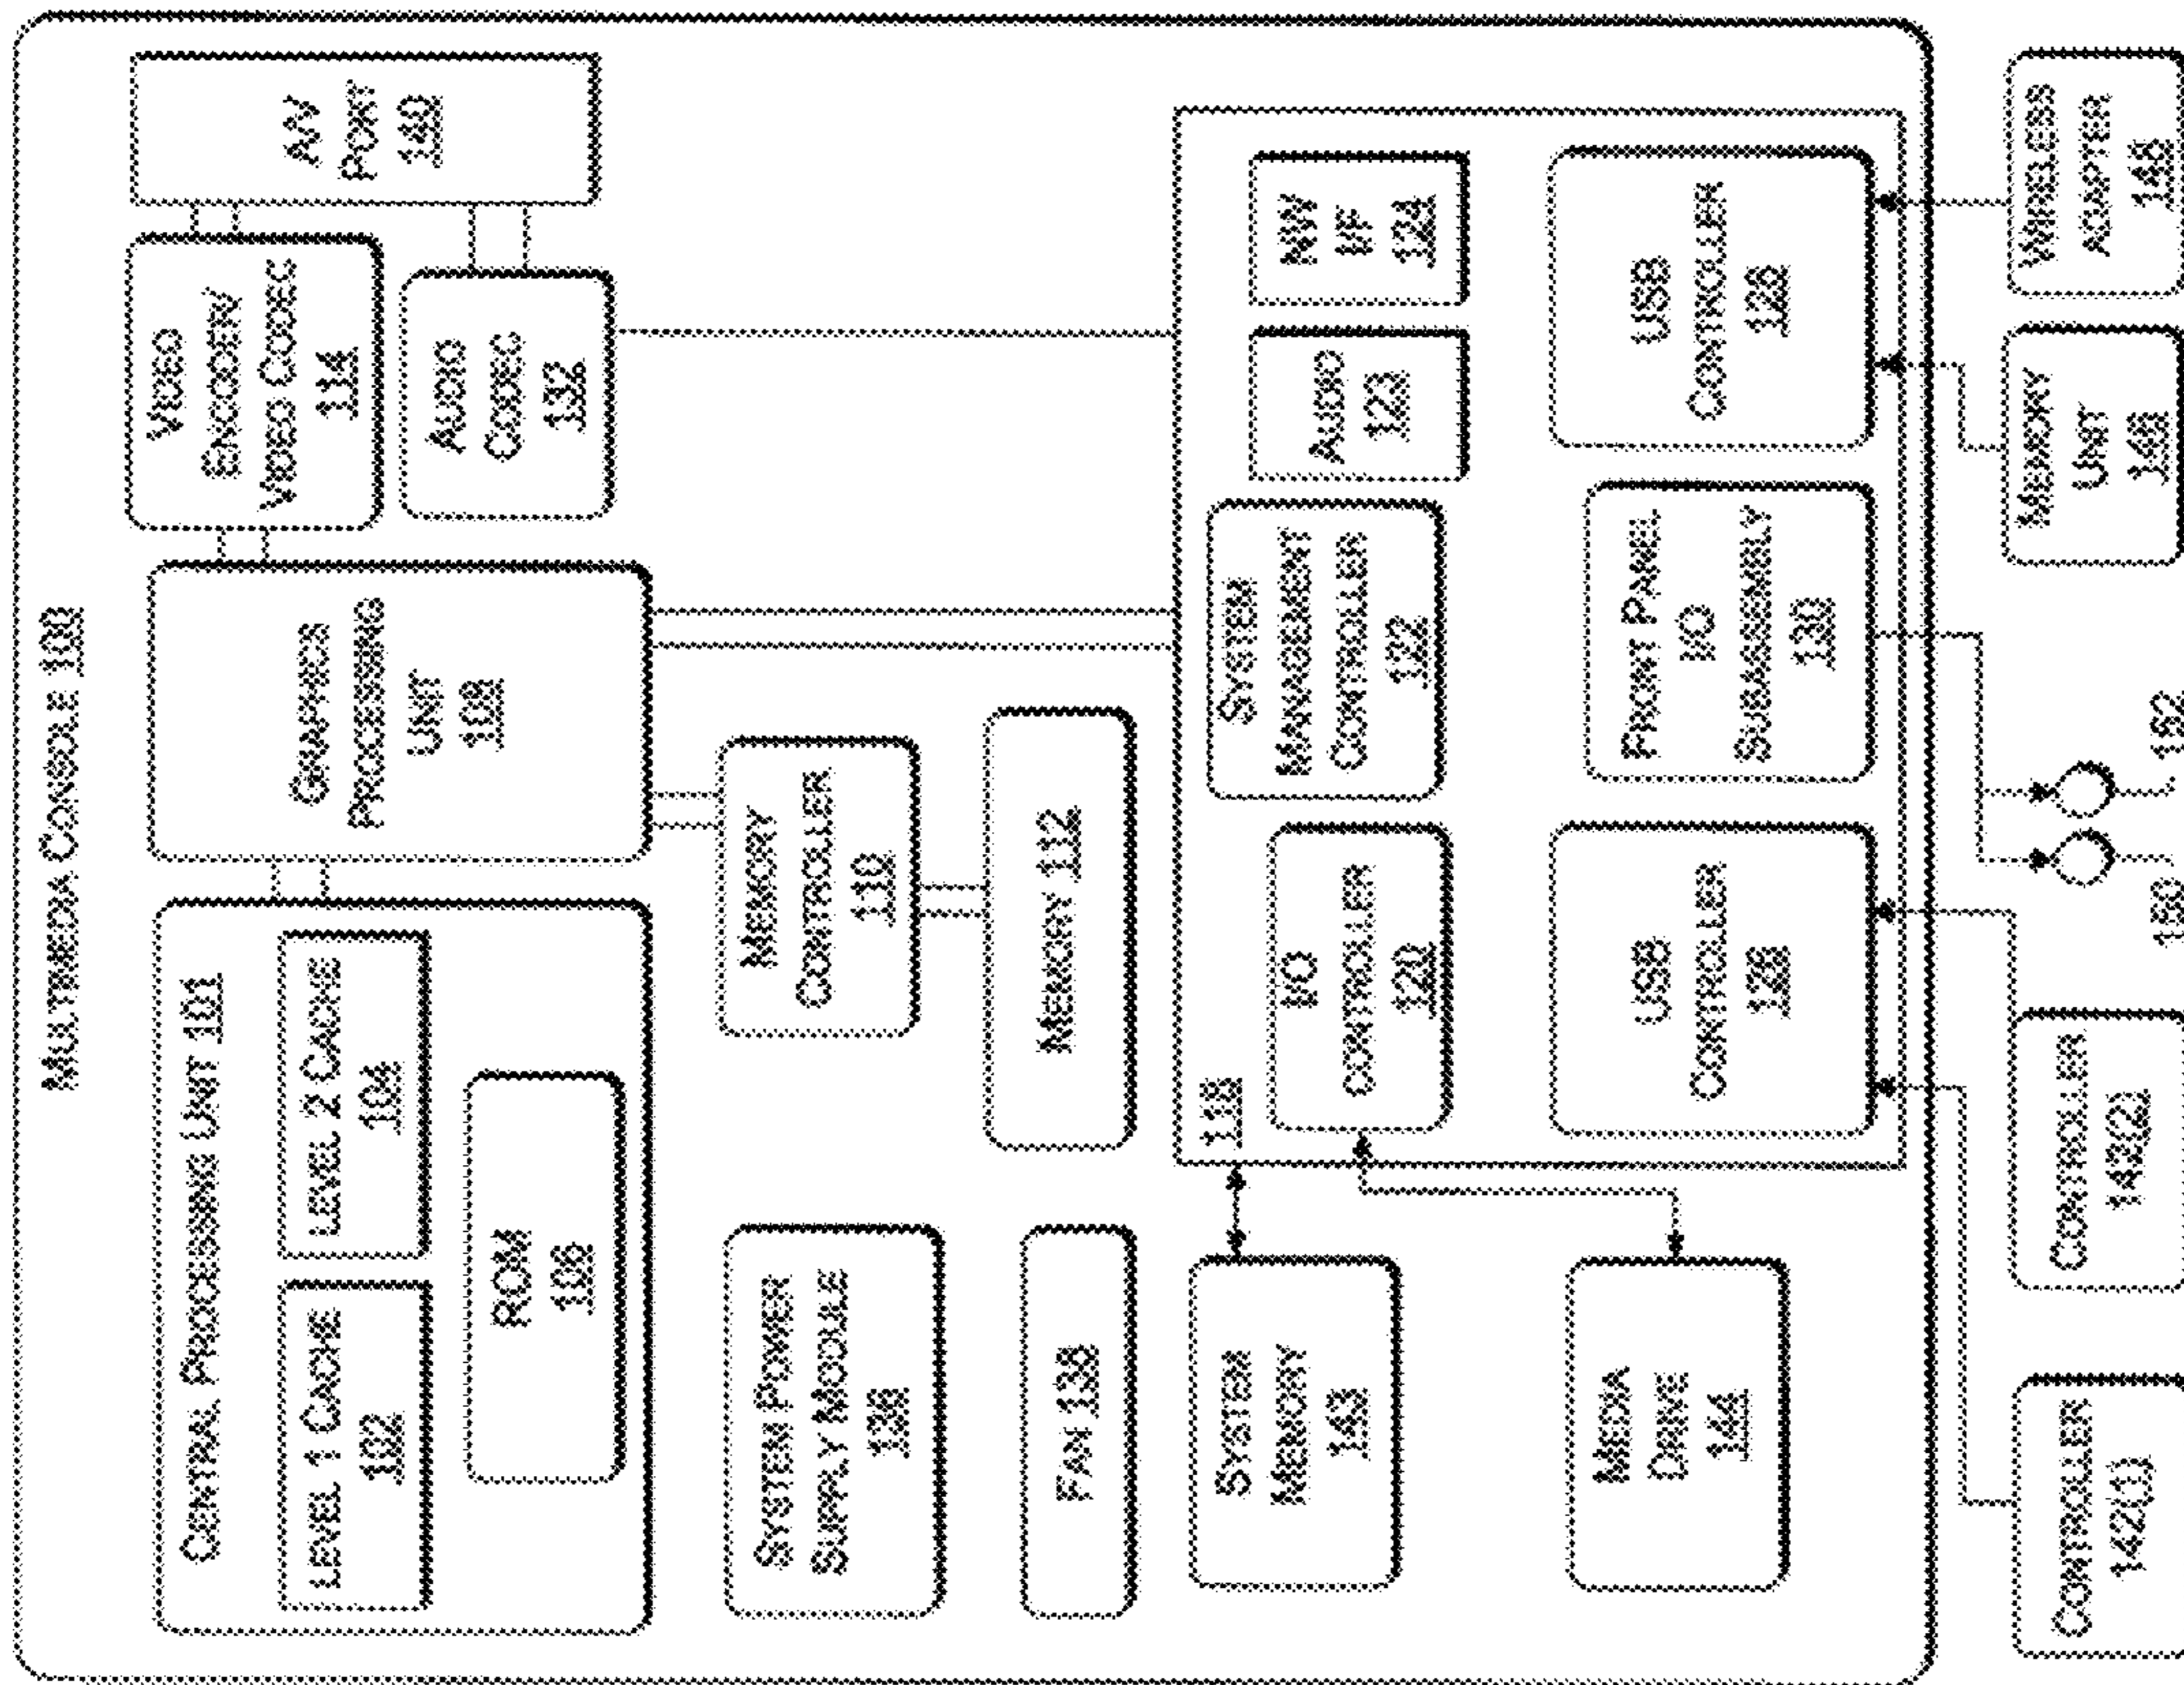 MULTIMEDIA CONSOLE 100
CENTRAL PROCESSING UNIT 101
LEVEL 1 CACHE
102
LEVEL 2 CACHE
104
ROM
106
GRAPHICS
PROCESSING
UNIT
108
VIDEO
ENCODER/
VIDEO CODEC
114
AUDIO
CODEC
132
A/V
PORT
140
SYSTEM POWER
SUPPLY MODULE
136
MEMORY
CONTROLLER
110
FAN 138
MEMORY 112
118
SYSTEM
MEMORY
143
I/O
CONTROLLER
120
SYSTEM
MANAGEMENT
CONTROLLER
122
AUDIO
123
NW
I/F
124
MEDIA
DRIVE
144
USB
CONTROLLER
FRONT PANEL
I/O
SUBASSEMBLY
130
USB
CONTROLLER
CONTROLLER
142(1)
CONTROLLER
142(2)
150
152
MEMORY
UNIT
WIRELESS
ADAPTER
148